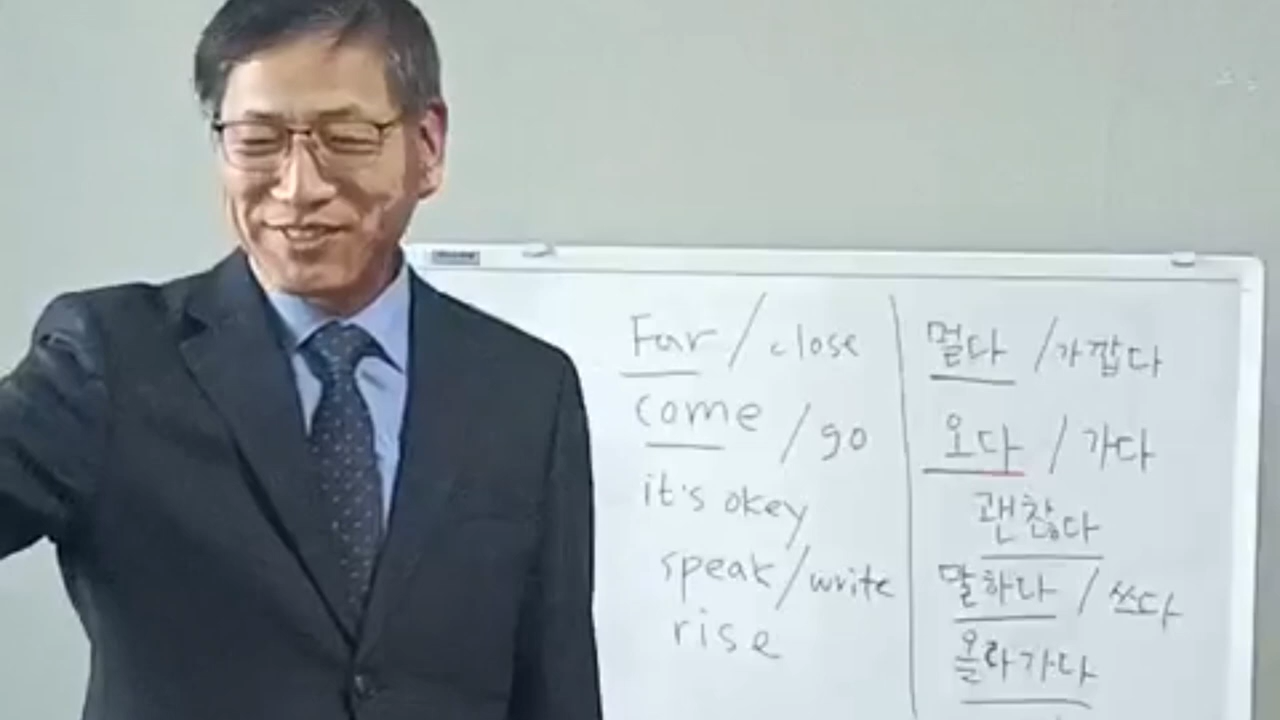 Far / close 멀다 / 가깝다
come / go 오다 / 가다
it's okey 괜찮다
speak / write 말하다 / 쓰다
rise 올라가다